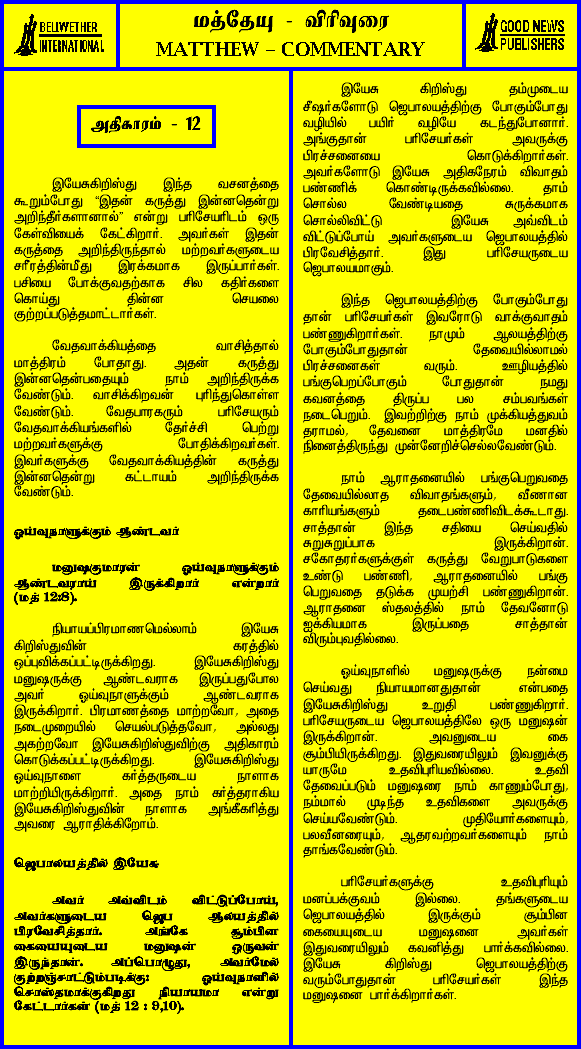 BELIWETHER
INTERNATIONAL
மத்தேயு - விரிவுரை
MATTHEW – COMMENTARY
GOOD NEWS
PUBLISHERS
அதிகாரம் - 12
இயேசுகிறிஸ்து இந்த வசனத்தை
கூறும்போது “இதன் கருத்து இன்னதென்று
அறிந்தீர்களானால்” என்று பரிசேயரிடம் ஒரு
கேள்வியைக் கேட்கிறார். அவர்கள் இதன்
கருத்தை அறிந்திருந்தால் மற்றவர்களுடைய
சரீரத்தின்மீது இரக்கமாக இருப்பார்கள்.
பசியை போக்குவதற்காக சில கதிர்களை
கொய்து தின்ன செயலை
குற்றப்படுத்தமாட்டார்கள்.
வேதவாக்கியத்தை வாசித்தால்
மாத்திரம் போதாது. அதன் கருத்து
இன்னதென்பதையும் நாம் அறிந்திருக்க
வேண்டும். வாசிக்கிறவன் புரிந்துகொள்ள
வேண்டும். வேதபாரகரும் பரிசேயரும்
வேதவாக்கியங்களில் தேர்ச்சி பெற்று
மற்றவர்களுக்கு போதிக்கிறவர்கள்.
இவர்களுக்கு வேதவாக்கியத்தின் கருத்து
இன்னதென்று கட்டாயம் அறிந்திருக்க
வேண்டும்.
ஓய்வுநாளுக்கும் ஆண்டவர்
மனுஷகுமாரன் ஓய்வுநாளுக்கும்
ஆண்டவராய் இருக்கிறார் என்றார்
(மத் 12:8).
நியாயப்பிரமாணமெல்லாம் இயேசு
கிறிஸ்துவின் கரத்தில்
ஒப்புவிக்கப்பட்டிருக்கிறது. இயேசுகிறிஸ்து
மனுஷருக்கு ஆண்டவராக இருப்பதுபோல
அவர் ஓய்வுநாளுக்கும் ஆண்டவராக
இருக்கிறார். பிரமாணத்தை மாற்றவோ, அதை
நடைமுறையில் செயல்படுத்தவோ, அல்லது
அகற்றவோ இயேசுகிறிஸ்துவிற்கு அதிகாரம்
கொடுக்கப்பட்டிருக்கிறது. இயேசுகிறிஸ்து
ஓய்வுநாளை கர்த்தருடைய நாளாக
மாற்றியிருக்கிறார். அதை நாம் கர்த்தராகிய
இயேசுகிறிஸ்துவின் நாளாக அங்கீகரித்து
அவரை ஆராதிக்கிறோம்.
ஜெபாலயத்தில் இயேசு
அவர் அவ்விடம் விட்டுப்போய்,
அவர்களுடைய ஜெப ஆலயத்தில்
பிரவேசித்தார். அங்கே சூம்பின
கையையுடைய மனுஷன் ஒருவன்
இருந்தான். அப்பொழுது, அவர்மேல்
குற்றஞ்சாட்டும்படிக்கு: ஓய்வுநாளில்
சொஸ்தமாக்குகிறது நியாயமா என்று
கேட்டார்கள் (மத் 12 : 9,10).
இயேசு கிறிஸ்து தம்முடைய
சீஷர்களோடு ஜெபாலயத்திற்கு போகும்போது
வழியில் பயிர் வழியே கடந்துபோனார்.
அங்குதான் பரிசேயர்கள் அவருக்கு
பிரச்சனையை கொடுக்கிறார்கள்.
அவர்களோடு இயேசு அதிகநேரம் விவாதம்
பண்ணிக் கொண்டிருக்கவில்லை. தாம்
சொல்ல வேண்டியதை சுருக்கமாக
சொல்லிவிட்டு இயேசு அவ்விடம்
விட்டுப்போய் அவர்களுடைய ஜெபாலயத்தில்
பிரவேசித்தார். இது பரிசேயருடைய
ஜெபாலயமாகும்.
இந்த ஜெபாலயத்திற்கு போகும்போது
தான் பரிசேயர்கள் இவரோடு வாக்குவாதம்
பண்ணுகிறார்கள். நாமும் ஆலயத்திற்கு
போகும்போதுதான் தேவையில்லாமல்
பிரச்சனைகள் வரும். ஊழியத்தில்
பங்குபெறப்போகும் போதுதான் நமது
கவனத்தை திருப்ப பல சம்பவங்கள்
நடைபெறும். இவற்றிற்கு நாம் முக்கியத்துவம்
தராமல், தேவனை மாத்திரமே மனதில்
நினைத்திருந்து முன்னேறிச்செல்லவேண்டும்.
நாம் ஆராதனையில் பங்குபெறுவதை
தேவையில்லாத விவாதங்களும், வீணான
காரியங்களும் தடைபண்ணிவிடக்கூடாது.
சாத்தான் இந்த சதியை செய்வதில்
சுறுசுறுப்பாக இருக்கிறான்.
சகோதரர்களுக்குள் கருத்து வேறுபாடுகளை
உண்டு பண்ணி, ஆராதனையில் பங்கு
பெறுவதை தடுக்க முயற்சி பண்ணுகிறான்.
ஆராதனை ஸ்தலத்தில் நாம் தேவனோடு
ஐக்கியமாக இருப்பதை சாத்தான்
விரும்புவதில்லை.
ஓய்வுநாளில் மனுஷருக்கு நன்மை
செய்வது நியாயமானதுதான் என்பதை
இயேசுகிறிஸ்து உறுதி பண்ணுகிறார்.
பரிசேயருடைய ஜெபாலயத்திலே ஒரு மனுஷன்
இருக்கிறான். அவனுடைய கை
சூம்பியிருக்கிறது. இதுவரையிலும் இவனுக்கு
யாருமே உதவிபுரியவில்லை. உதவி
தேவைப்படும் மனுஷரை நாம் காணும்போது,
நம்மால் முடிந்த உதவிகளை அவருக்கு
செய்யவேண்டும். முதியோர்களையும்,
பலவீனரையும், ஆதரவற்றவர்களையும் நாம்
தாங்கவேண்டும்.
பரிசேயர்களுக்கு உதவிபுரியும்
மனப்பக்குவம் இல்லை. தங்களுடைய
ஜெபாலயத்தில் இருக்கும் சூம்பின
கையையுடைய மனுஷனை அவர்கள்
இதுவரையிலும் கவனித்து பார்க்கவில்லை.
இயேசு கிறிஸ்து ஜெபாலயத்திற்கு
வரும்போதுதான் பரிசேயர்கள் இந்த
மனுஷனை பார்க்கிறார்கள்.